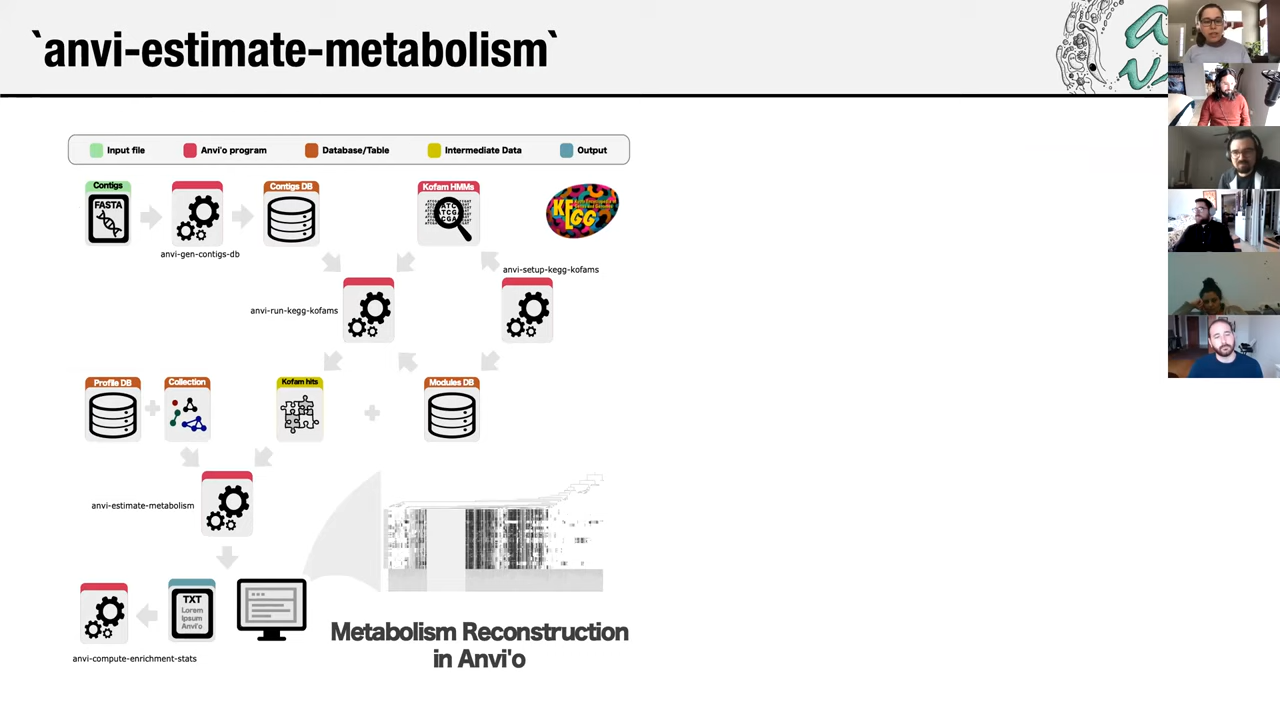 `anvi-estimate-metabolism`
Input file
Anvi'o program
Database/Table
Intermediate Data
Output
Contigs
FASTA
anvi-gen-contigs-db
Contigs DB
Kofam HMMs
KEGG
anvi-setup-kegg-kofams
anvi-run-kegg-kofams
Profile DB
Collection
Kofam hits
Modules DB
anvi-estimate-metabolism
TXT
Lorem
Ipsum
Anvi'o
anvi-compute-enrichment-stats
Metabolism Reconstruction
in Anvi'o